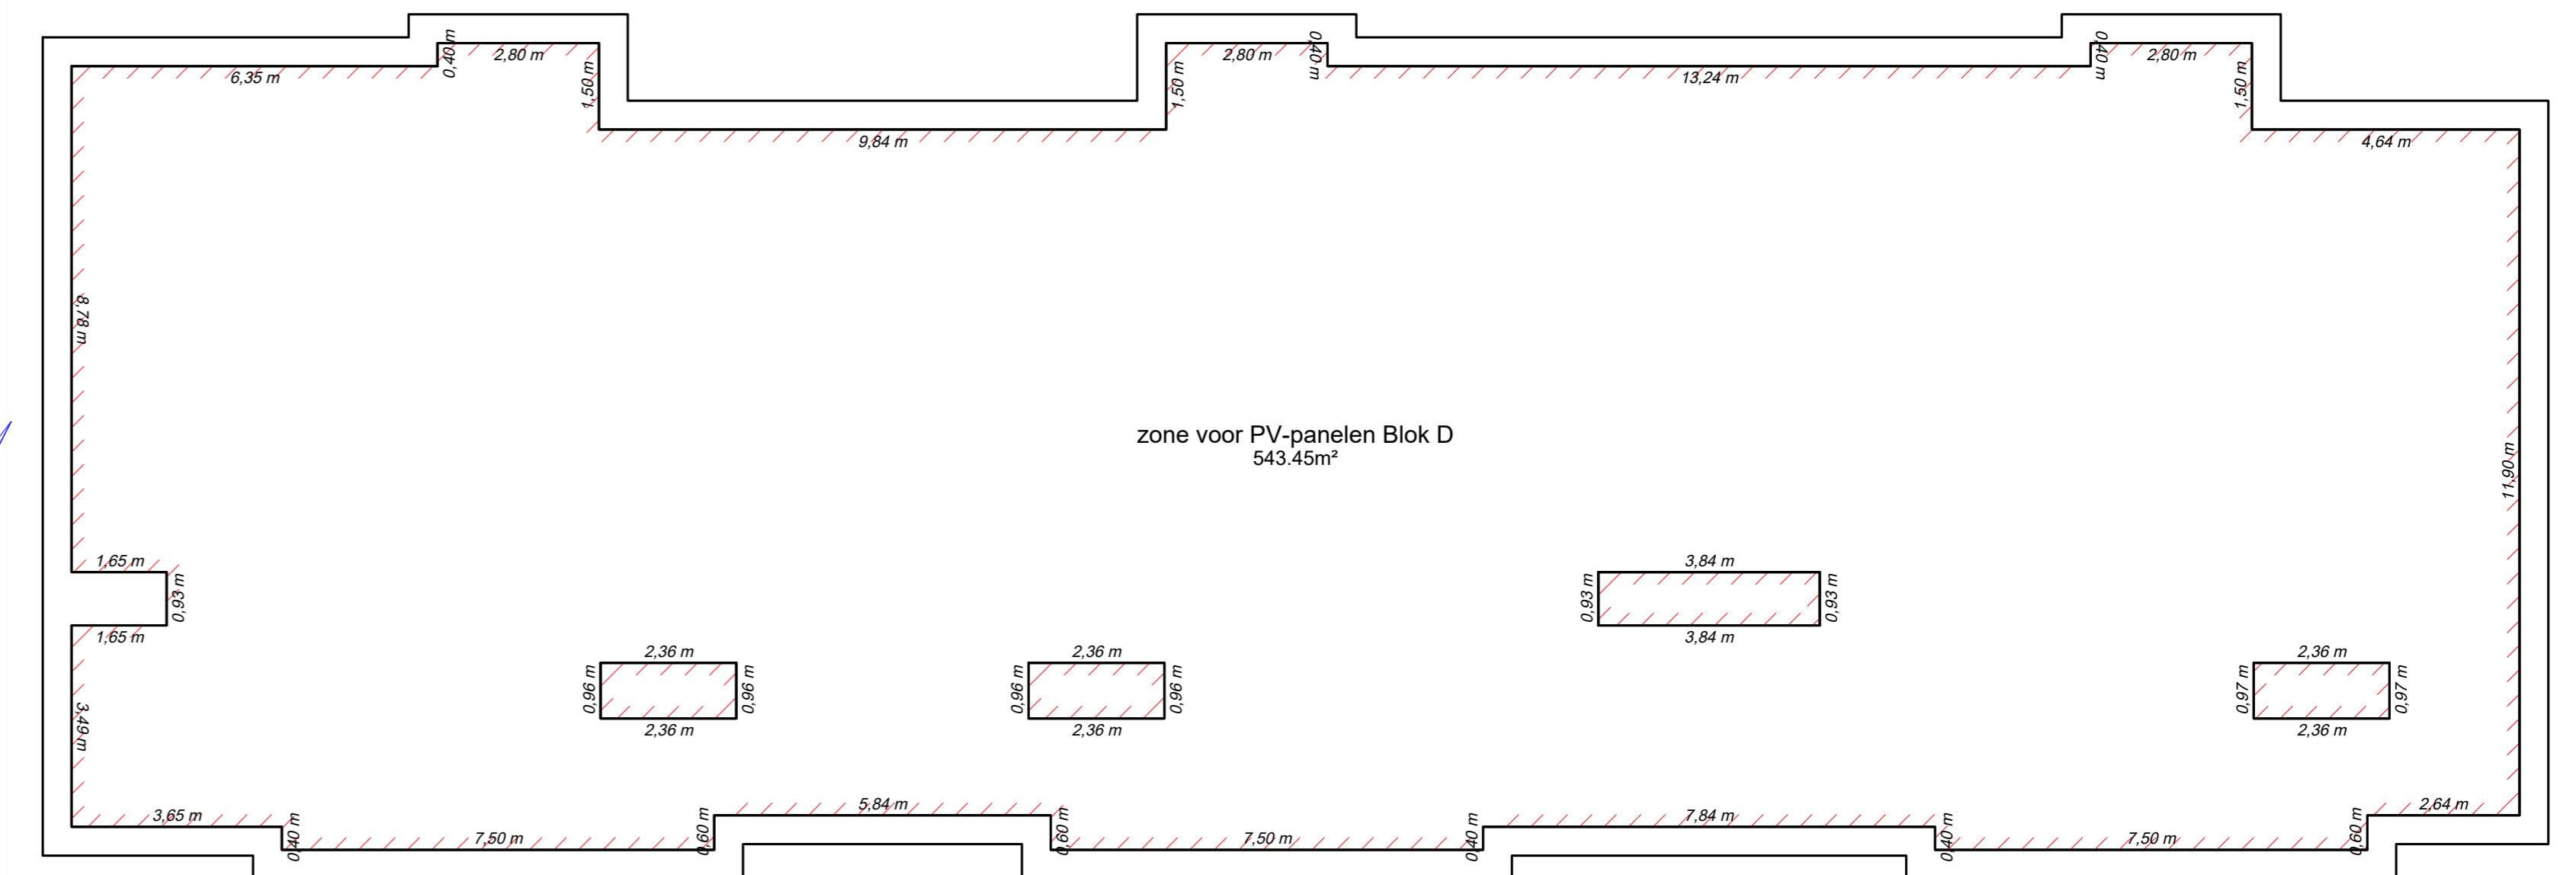 0,40 m
2,80 m
6,35 m
1,50 m
9,84 m
1,50 m
2,80 m
0,40 m
13,24 m
0,40 m
2,80 m
1,50 m
4,64 m
8,78 m
zone voor PV-panelen Blok D
543.45m²
11,90 m
1,65 m
0,93 m
1,65 m
3,84 m
0,93 m
0,93 m
3,84 m
2,36 m
0,96 m
0,96 m
2,36 m
2,36 m
0,96 m
0,96 m
2,36 m
2,36 m
0,97 m
0,97 m
2,36 m
3,49 m
3,65 m
0,40 m
7,50 m
0,60 m
5,84 m
0,60 m
7,50 m
0,40 m
7,84 m
0,40 m
7,50 m
0,60 m
2,64 m